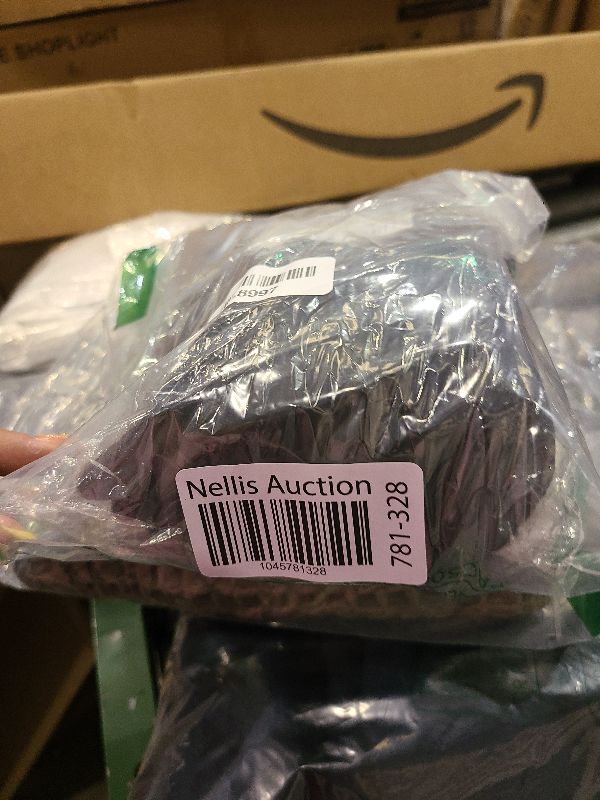 E SHOPLIGHT
8997
Nellis Auction
1045781328
781-328